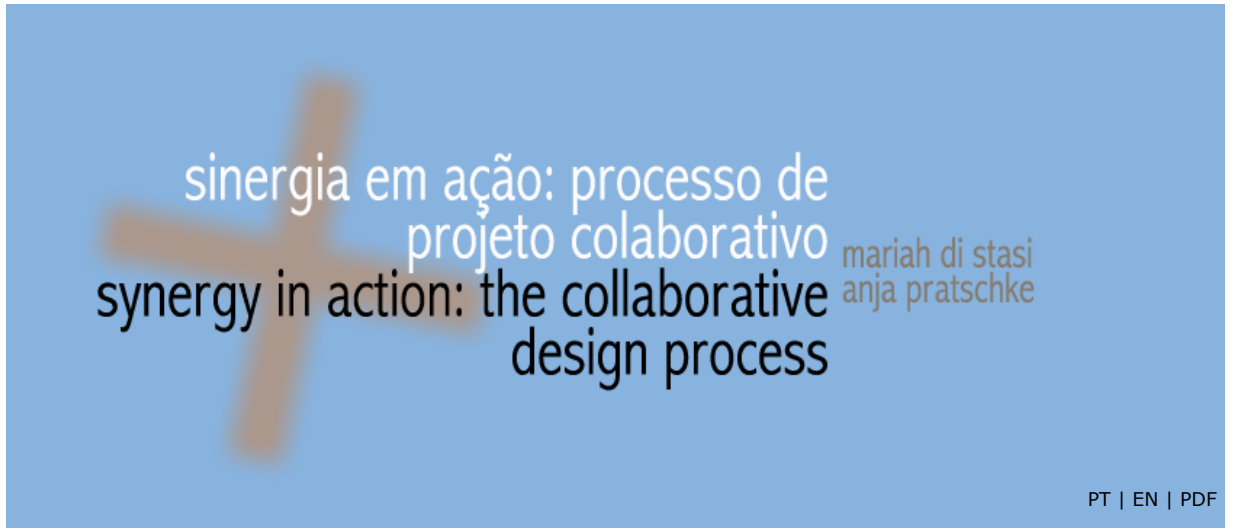 sinergia em ação: processo de
projeto colaborativo
synergy in action: the collaborative
design process
mariah di stasi
anja pratschke
PT | EN | PDF